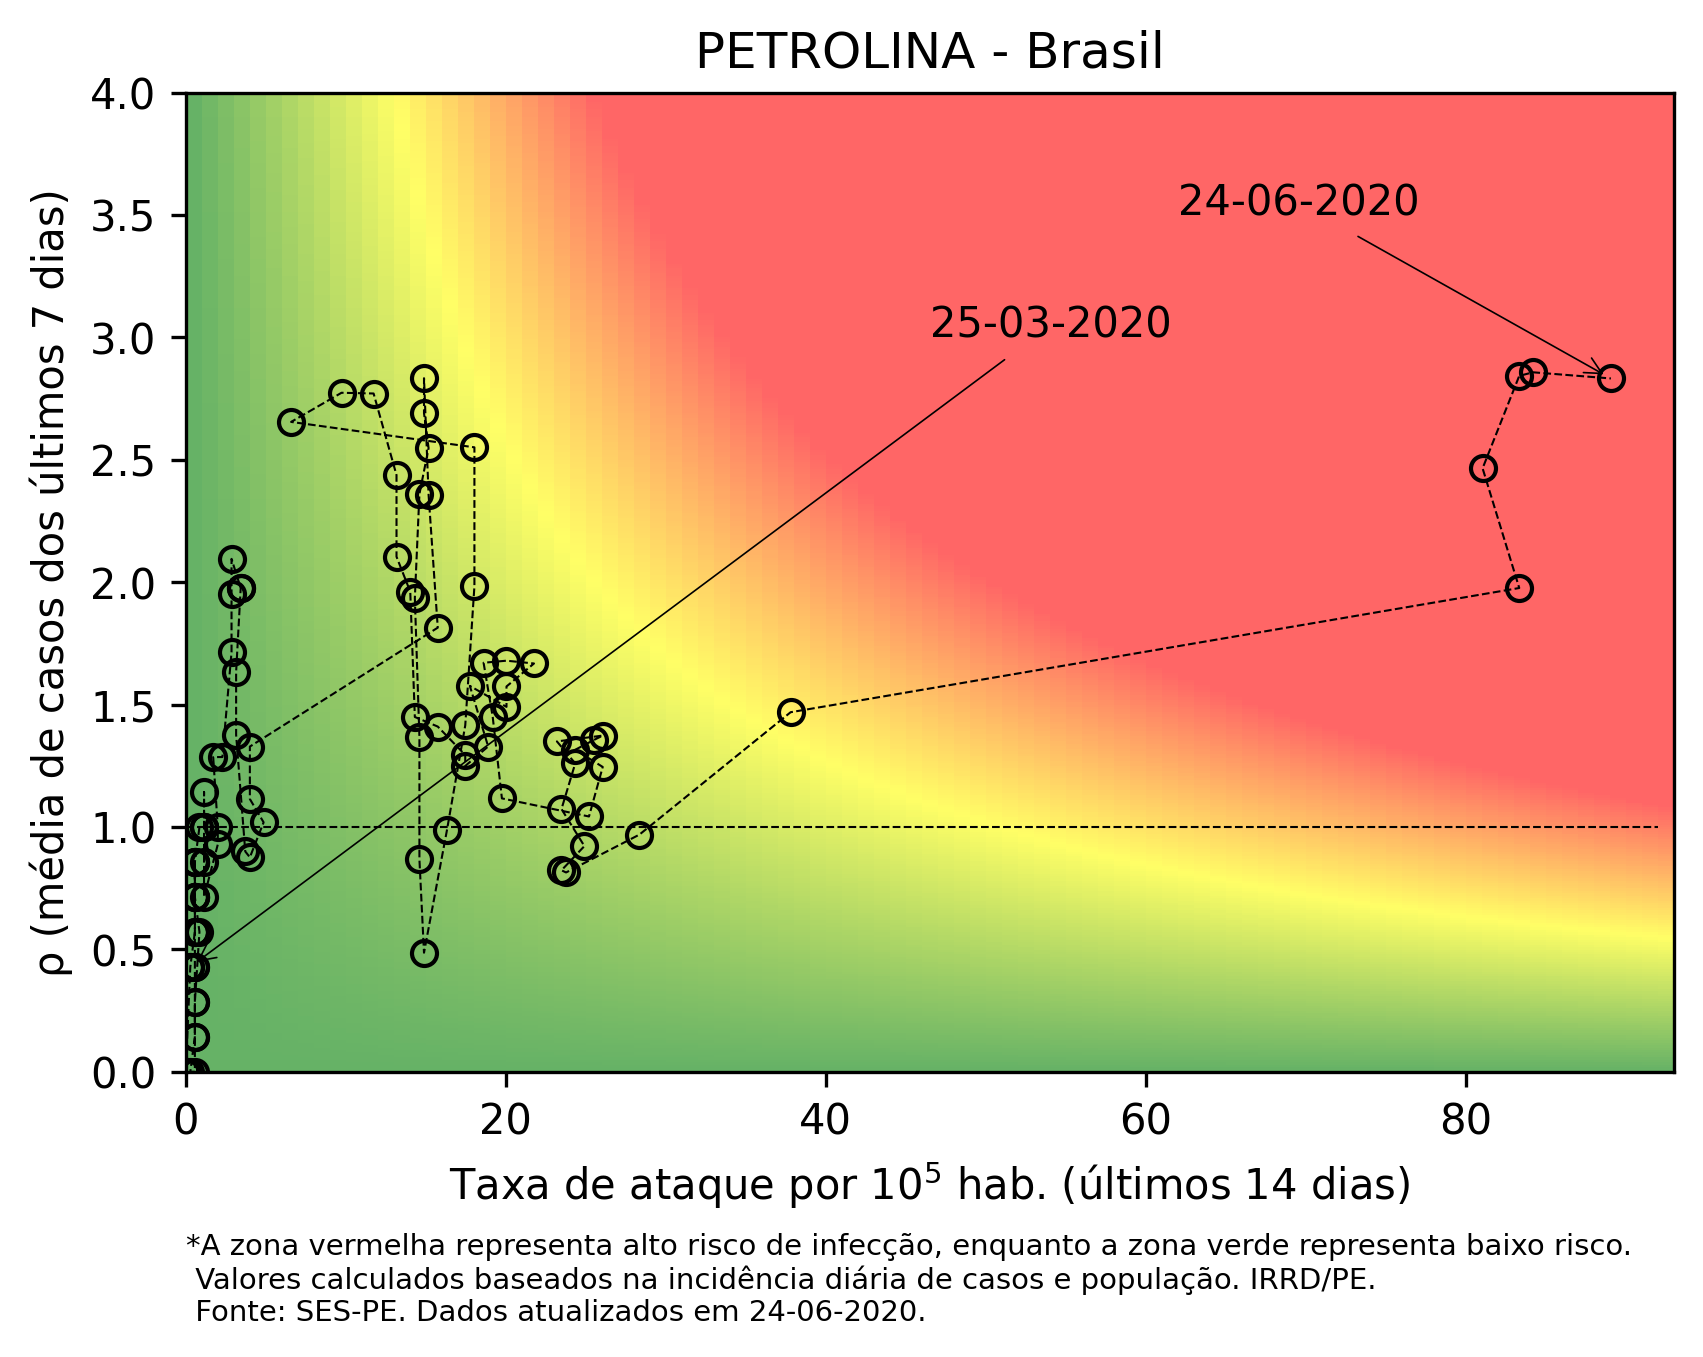 PETROLINA - Brasil
4.0
3.5
3.0
2.5
2.0
1.5
1.0
0.5
0.0
ρ (média de casos dos últimos 7 dias)
24-06-2020
25-03-2020
0 20 40 60 80
Taxa de ataque por 10⁵ hab. (últimos 14 dias)
*A zona vermelha representa alto risco de infecção, enquanto a zona verde representa baixo risco.
Valores calculados baseados na incidência diária de casos e população. IRRD/PE.
Fonte: SES-PE. Dados atualizados em 24-06-2020.